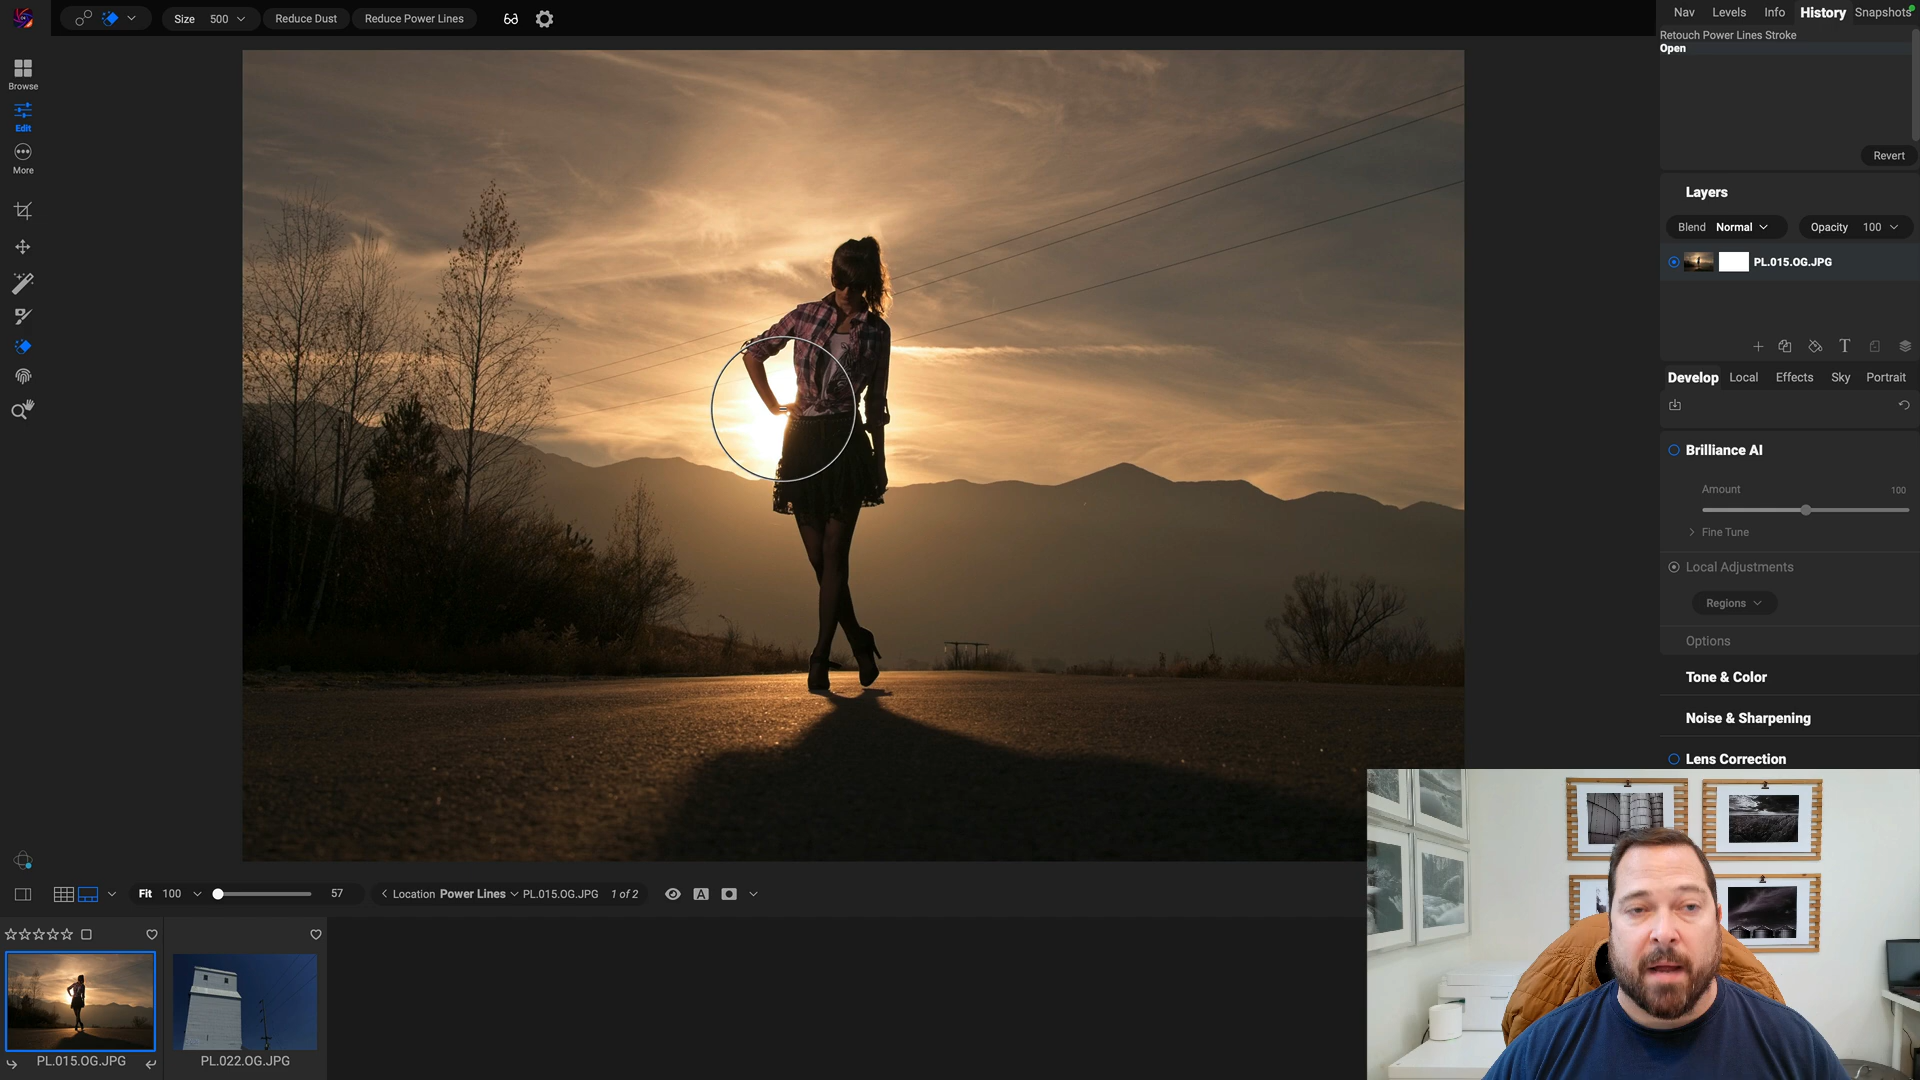 Size 500 Reduce Dust Reduce Power Lines
Nav Levels Info History Snapshots
Retouch Power Lines Stroke
Open
Revert
Browse
Edit
More
Layers
Blend Normal Opacity 100
PL.015.OG.JPG
T
Develop Local Effects Sky Portrait
Brilliance AI
Amount 100
Fine Tune
Local Adjustments
Regions
Options
Tone & Color
Noise & Sharpening
Lens Correction
Fit 100 57 Location Power Lines PL.015.OG.JPG 1 of 2 A
PL.015.OG.JPG PL.022.OG.JPG